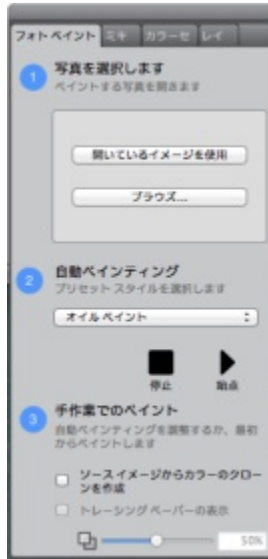 フォト ペイント ミキ カラーセ レイ
1 写真を選択します
ペイントする写真を開きます
開いているイメージを使用
ブラウズ...
2 自動ペインティング
プリセット スタイルを選択します
オイル ペイント
停止 始点
3 手作業でのペイント
自動ペインティングを調整するか、最初
からペイントします
ソース イメージからカラーのクロー
ンを作成
トレーシング ペーパーの表示
50%